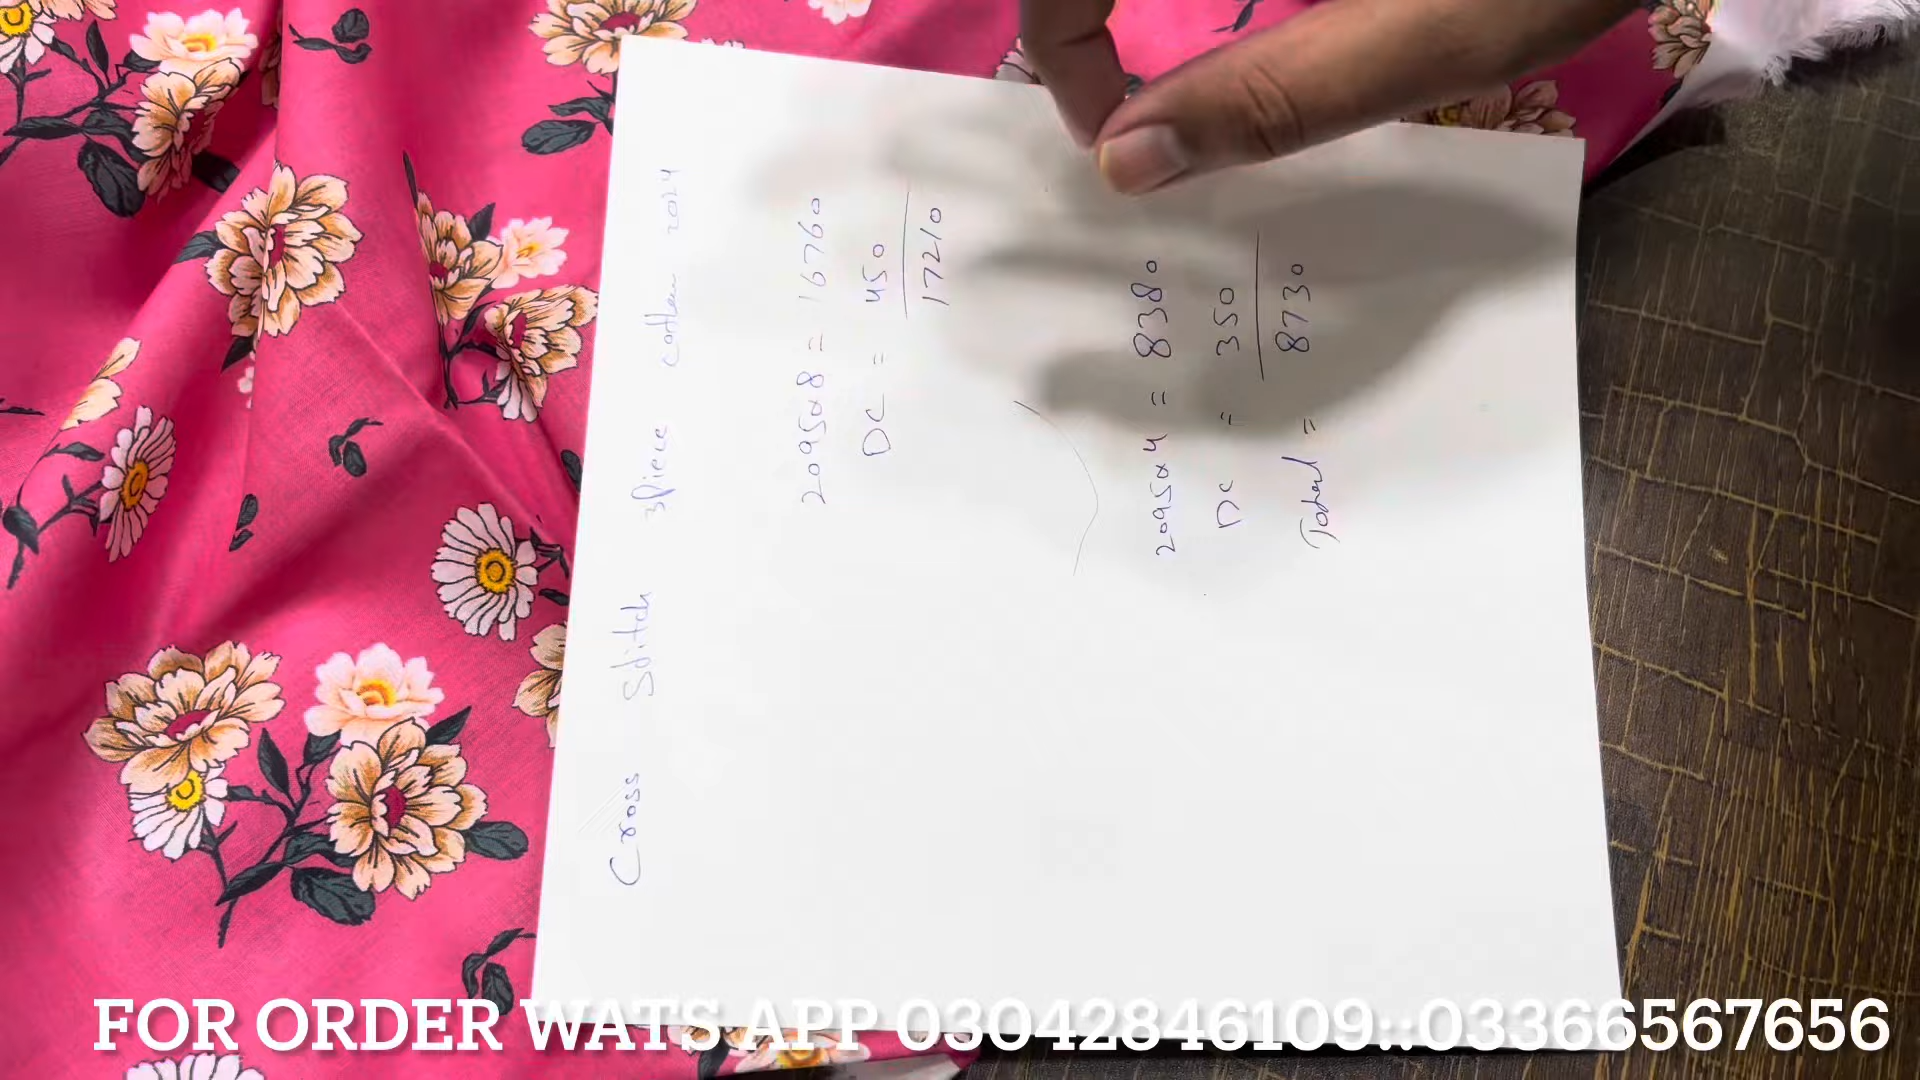 Cross Stitch 3Piece cotton 2024
2095x8 = 16760
DC = 450
17210
2095x4 = 8380
DC = 350
Total = 8730
FOR ORDER WATS APP 03042846109::03366567656